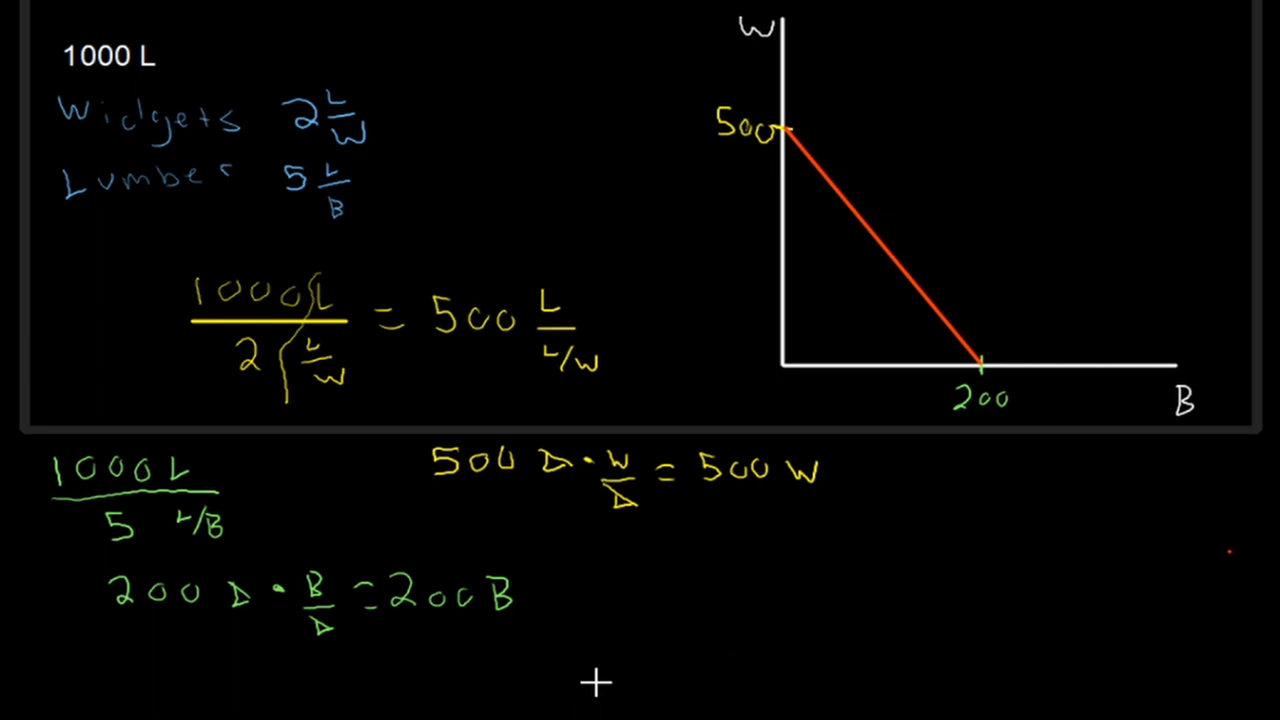 1000 L
Widgets 2 L/W
Lumber 5 L/B
1000 L / 2 L/W = 500 L / L/W
W
500
200
B
1000 L / 5 L/B
500 L · W/L = 500 W
200 L · B/L = 200 B